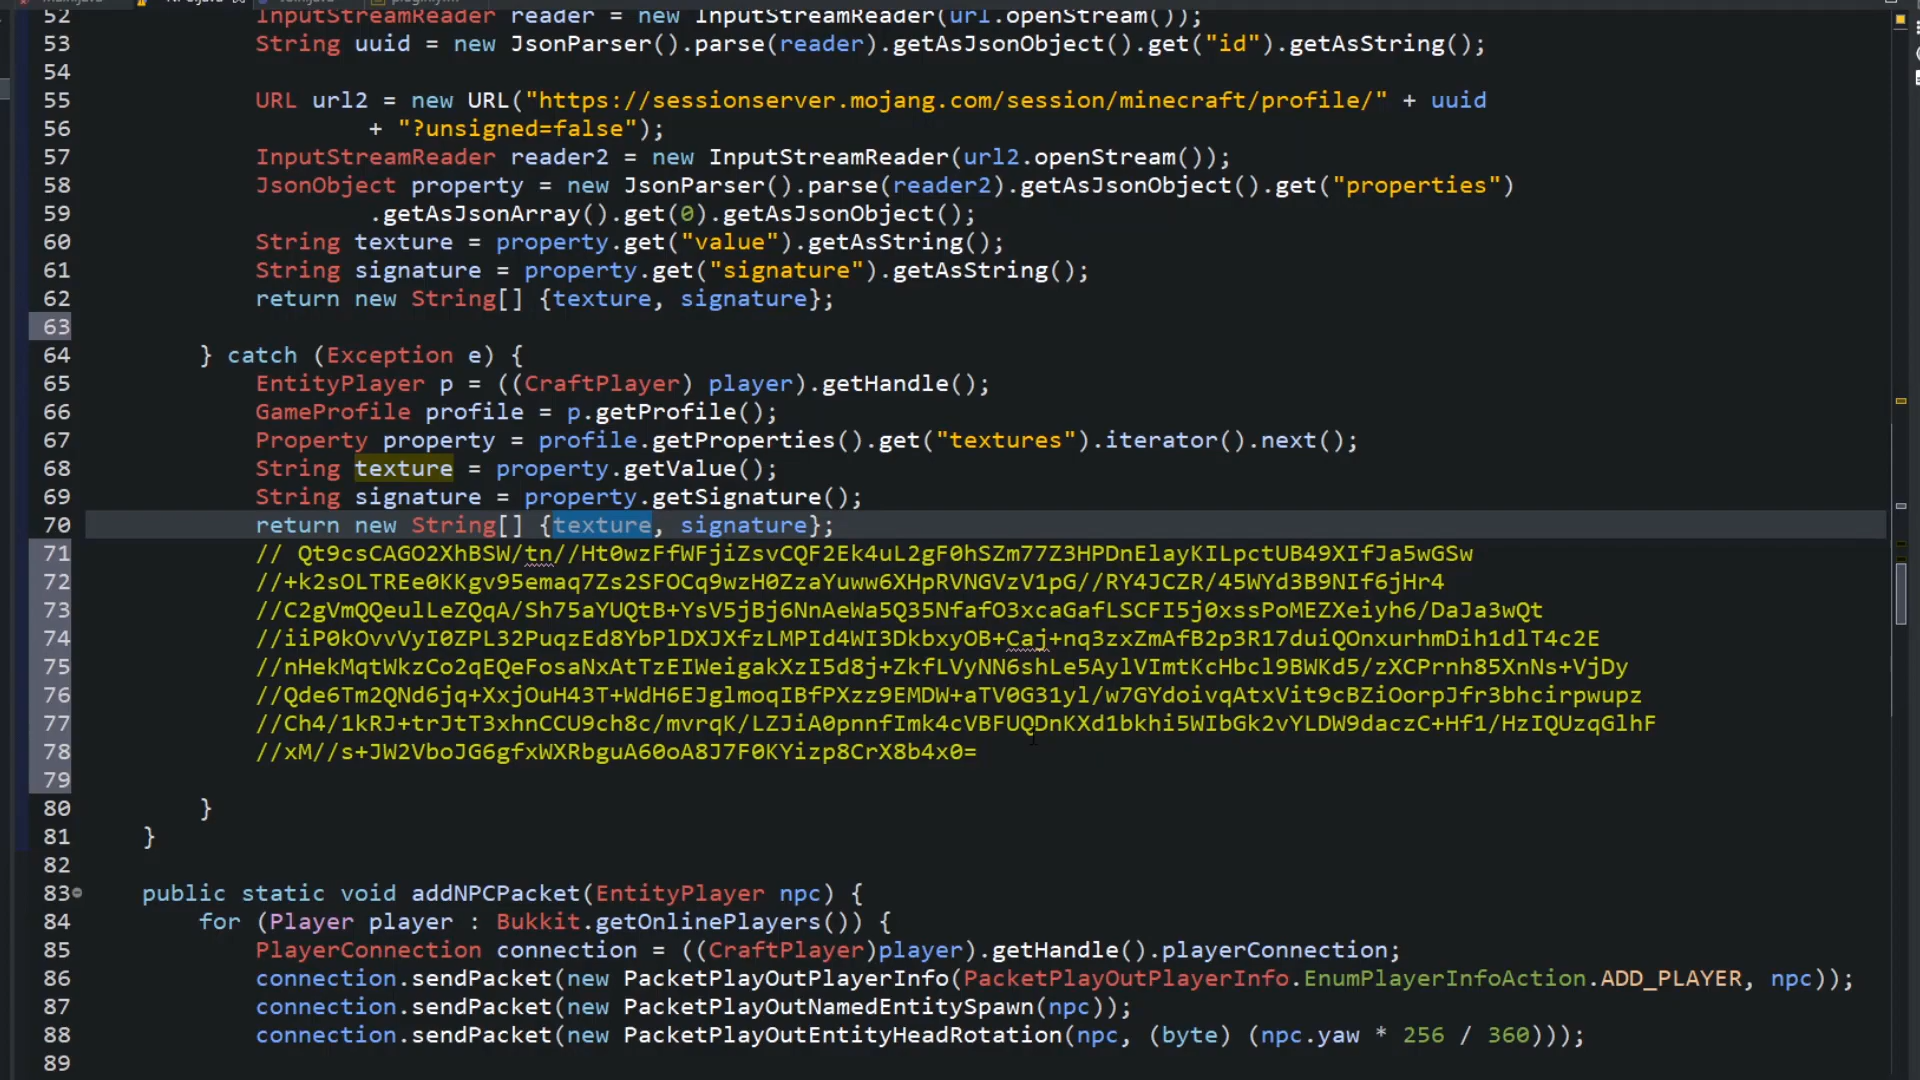 52 InputStreamReader reader = new InputStreamReader(url.openStream());
53 String uuid = new JsonParser().parse(reader).getAsJsonObject().get("id").getAsString();
54
55 URL url2 = new URL("https://sessionserver.mojang.com/session/minecraft/profile/" + uuid
56 + "?unsigned=false");
57 InputStreamReader reader2 = new InputStreamReader(url2.openStream());
58 JsonObject property = new JsonParser().parse(reader2).getAsJsonObject().get("properties")
59 .getAsJsonArray().get(0).getAsJsonObject();
60 String texture = property.get("value").getAsString();
61 String signature = property.get("signature").getAsString();
62 return new String[] {texture, signature};
63
64 } catch (Exception e) {
65 EntityPlayer p = ((CraftPlayer) player).getHandle();
66 GameProfile profile = p.getProfile();
67 Property property = profile.getProperties().get("textures").iterator().next();
68 String texture = property.getValue();
69 String signature = property.getSignature();
70 return new String[] {texture, signature};
71 // Qt9csCAGO2XhBSW/tn//Ht0wzFfWFjiZsvCQF2Ek4uL2gF0hSZm77Z3HPDnElayKILpctUB49XIfJa5wGSw
72 //+k2sOLTREe0KKgv95emaq7Zs2SFOCq9wzH0ZzaYuww6XHpRVNGVzV1pG//RY4JCZR/45WYd3B9NIf6jHr4
73 //C2gVmQQeulLeZQqA/Sh75aYUQtB+YsV5jBj6NnAeWa5Q35NfafO3xcaGafLSCFI5j0xssPoMEZXeiyh6/DaJa3wQt
74 //iiP0kOvvVyI0ZPL32PuqzEd8YbPlDXJXfzLMPId4WI3DkbxyOB+Caj+nq3zxZmAfB2p3R17duiQOnxurhmDih1dlT4c2E
75 //nHekMqtWkzCo2qEQeFosaNxAtTzEIWeigakXzI5d8j+ZkfLVyNN6shLe5AylVImtKcHbcl9BWKd5/zXCPrnh85XnNs+VjDy
76 //Qde6Tm2QNd6jq+XxjOuH43T+WdH6EJglmoqIBfPXzz9EMDW+aTV0G31yl/w7GYdoivqAtxVit9cBZiOorpJfr3bhcirpwupz
77 //Ch4/1kRJ+trJtT3xhnCCU9ch8c/mvrqK/LZJiA0pnnfImk4cVBFUQDnKXd1bkhi5WIbGk2vYLDW9daczC+Hf1/HzIQUzqGlhF
78 //xM//s+JW2VboJG6gfxWXRbguA60oA8J7F0KYizp8CrX8b4x0=
79
80 }
81 }
82
83 public static void addNPCPacket(EntityPlayer npc) {
84 for (Player player : Bukkit.getOnlinePlayers()) {
85 PlayerConnection connection = ((CraftPlayer)player).getHandle().playerConnection;
86 connection.sendPacket(new PacketPlayOutPlayerInfo(PacketPlayOutPlayerInfo.EnumPlayerInfoAction.ADD_PLAYER, npc));
87 connection.sendPacket(new PacketPlayOutNamedEntitySpawn(npc));
88 connection.sendPacket(new PacketPlayOutEntityHeadRotation(npc, (byte) (npc.yaw * 256 / 360)));
89